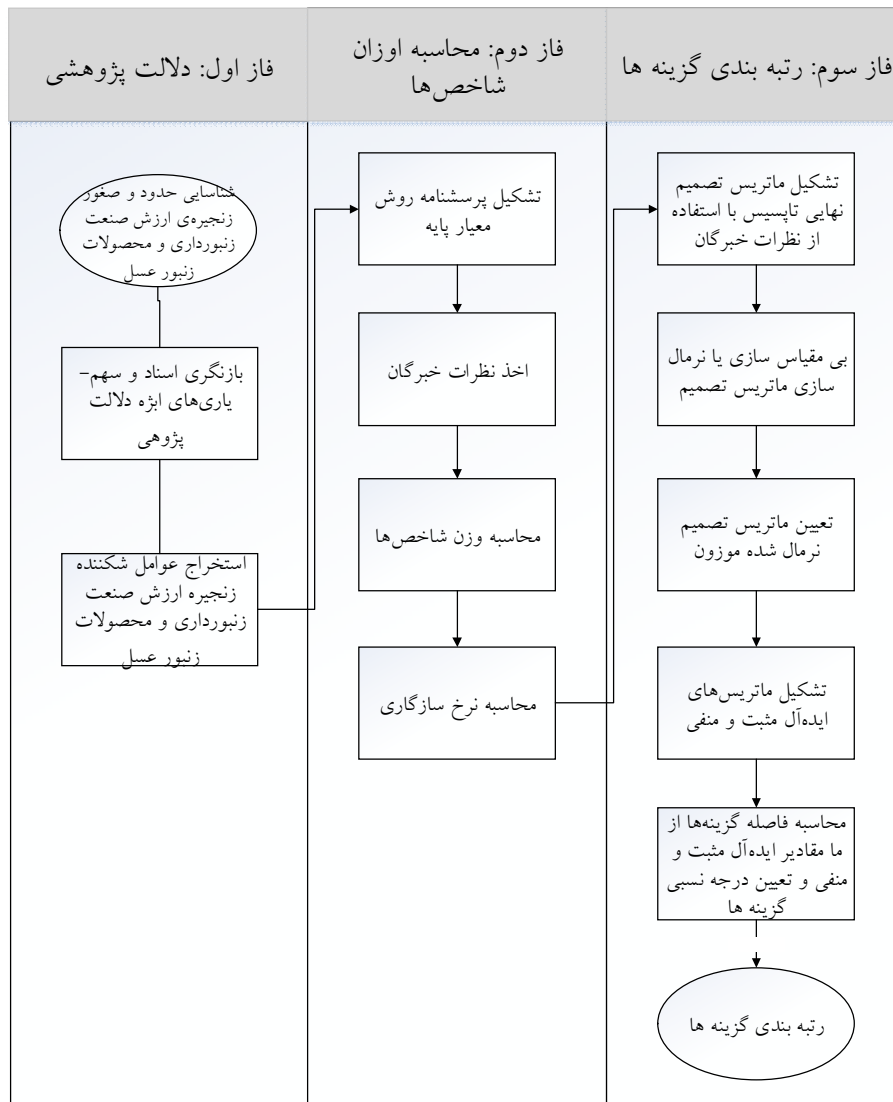 فاز اول: دلالت پژوهشی
شناسایی حدود و صغور
زنجیره‌ی ارزش صنعت
زنبورداری و محصولات
زنبور عسل
بازنگری اسناد و سهم-
یاری‌های ابژه دلالت
پژوهی
استخراج عوامل شکننده
زنجیره ارزش صنعت
زنبورداری و محصولات
زنبور عسل
فاز دوم: محاسبه اوزان
شاخص‌ها
تشکیل پرسشنامه روش
معیار پایه
اخذ نظرات خبرگان
محاسبه وزن شاخص‌ها
محاسبه نرخ سازگاری
فاز سوم: رتبه بندی گزینه ها
تشکیل ماتریس تصمیم
نهایی تاپسیس با استفاده
از نظرات خبرگان
بی مقیاس سازی یا نرمال
سازی ماتریس تصمیم
تعیین ماتریس تصمیم
نرمال شده موزون
تشکیل ماتریس‌های
ایده‌آل مثبت و منفی
محاسبه فاصله گزینه‌ها از
ما مقادیر ایده‌آل مثبت و
منفی و تعیین درجه نسبی
گزینه ها
رتبه بندی گزینه ها